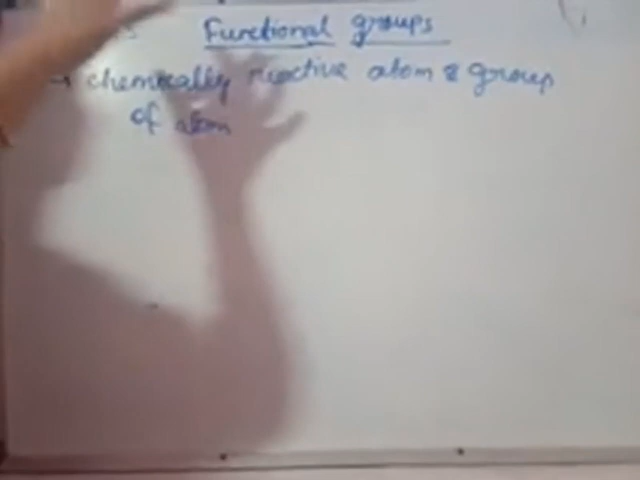 Functional groups
→ chemically reactive atom & group
of atom